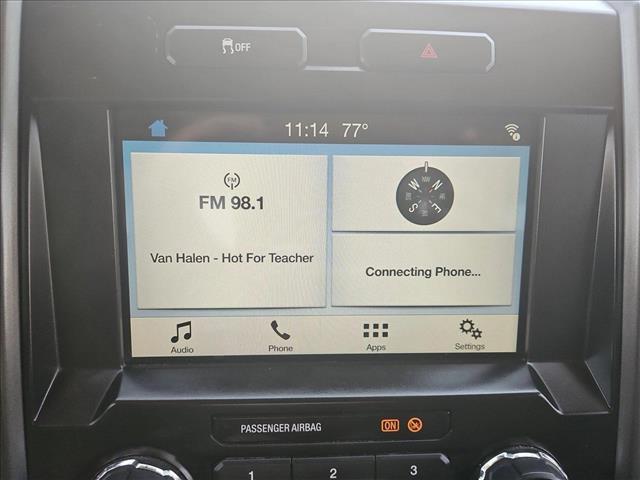 OFF
11:14 77°
FM
FM 98.1
Van Halen - Hot For Teacher
NW
W N
S E
Connecting Phone...
Audio Phone Apps Settings
PASSENGER AIRBAG ON
1 2 3